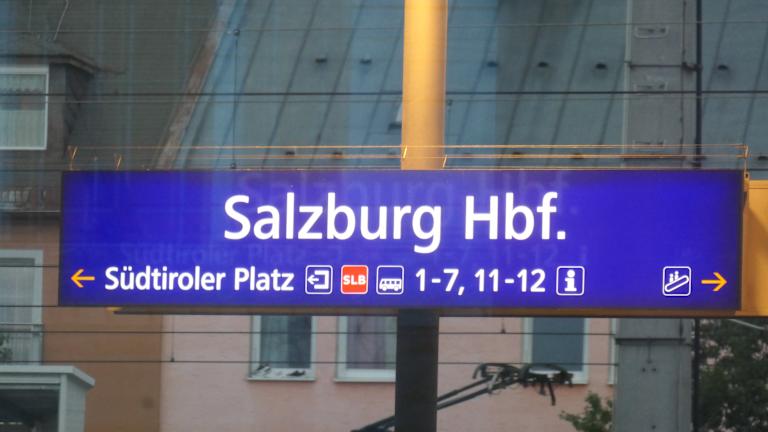 Salzburg Hbf.
← Südtiroler Platz SLB 1-7, 11-12 i →